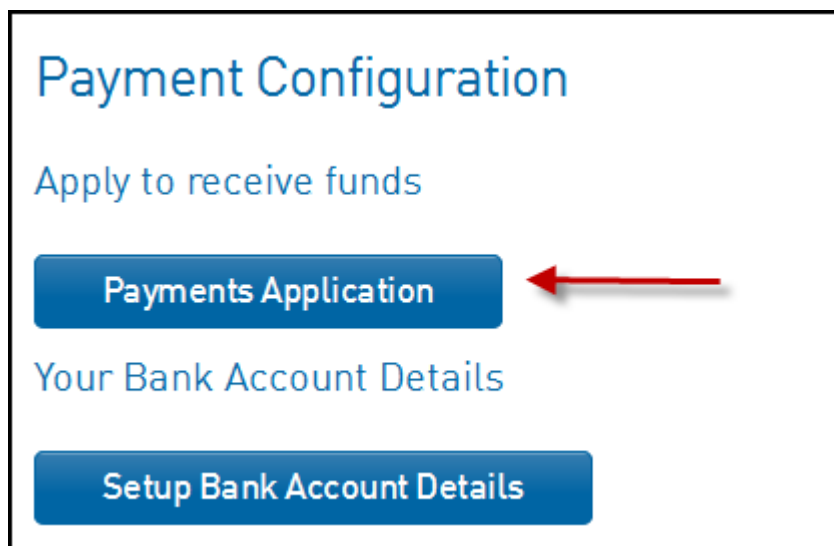 Payment Configuration
Apply to receive funds
Payments Application
Your Bank Account Details
Setup Bank Account Details